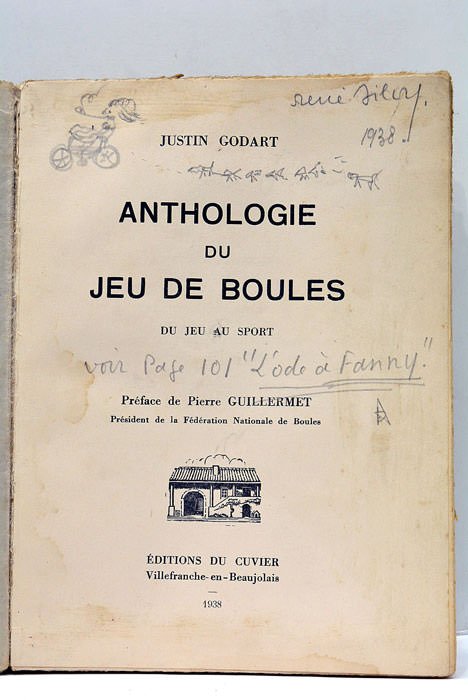 rené
1938.
JUSTIN GODART
ANTHOLOGIE
DU
JEU DE BOULES
DU JEU AU SPORT
voir Page 101 "L'ode à Fanny."
Préface de Pierre GUILLERMET
Président de la Fédération Nationale de Boules
ÉDITIONS DU CUVIER
Villefranche-en-Beaujolais
1938